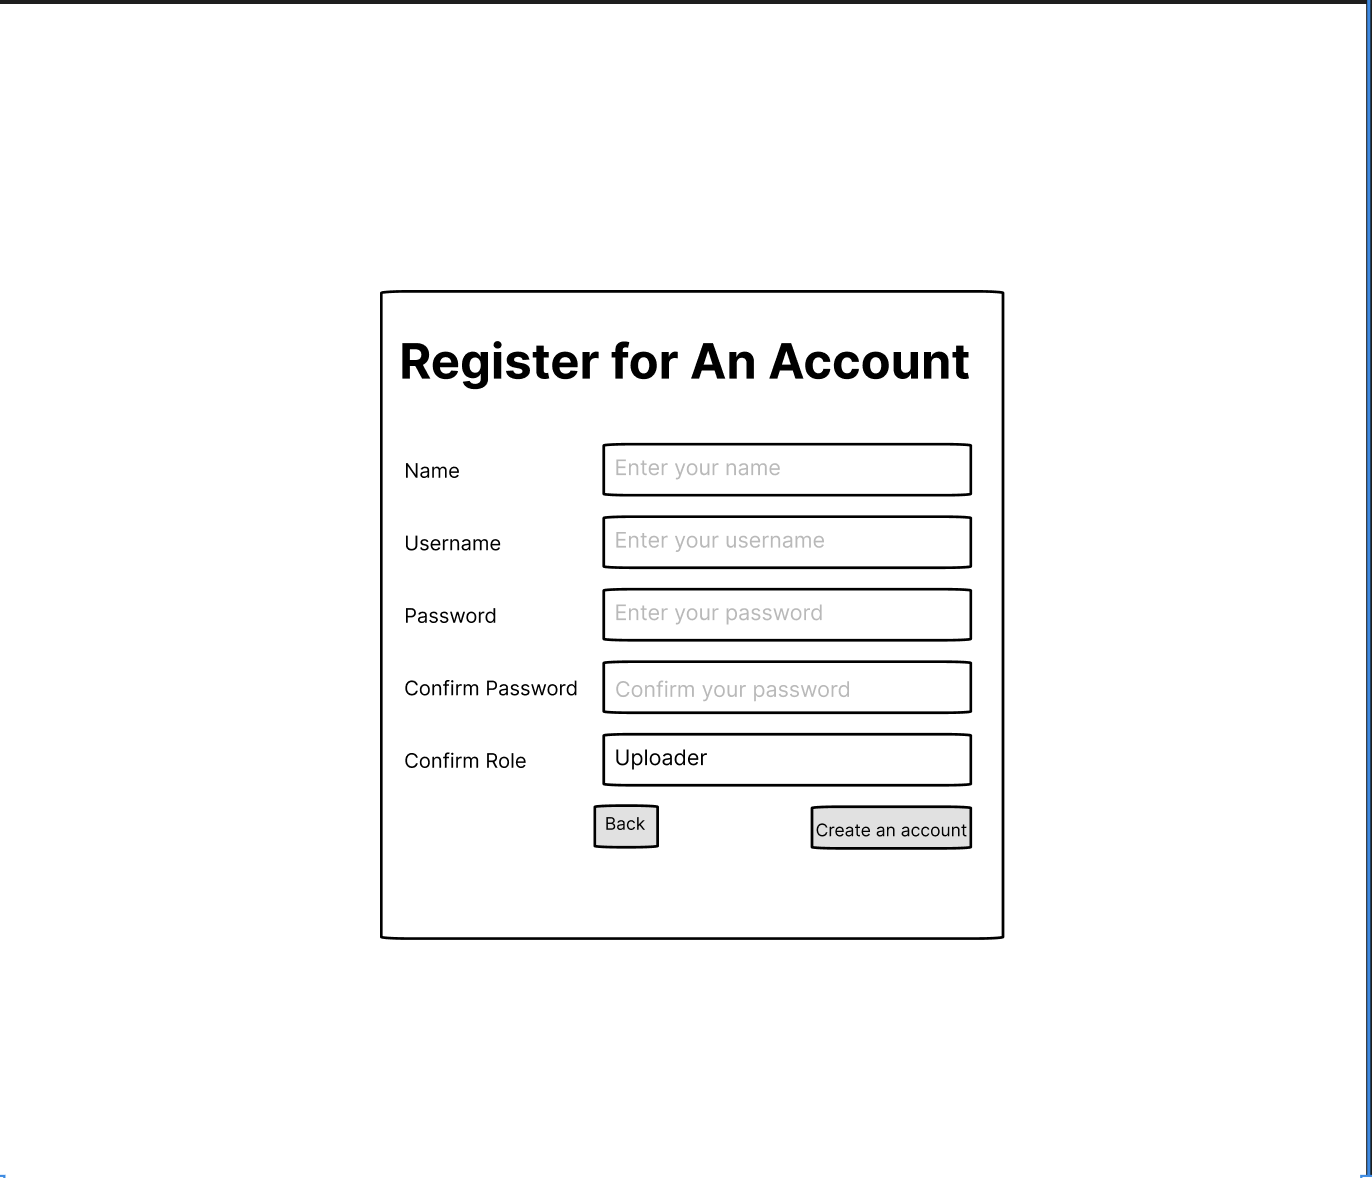 Register for An Account
Name
Enter your name
Username
Enter your username
Password
Enter your password
Confirm Password
Confirm your password
Confirm Role
Uploader
Back
Create an account